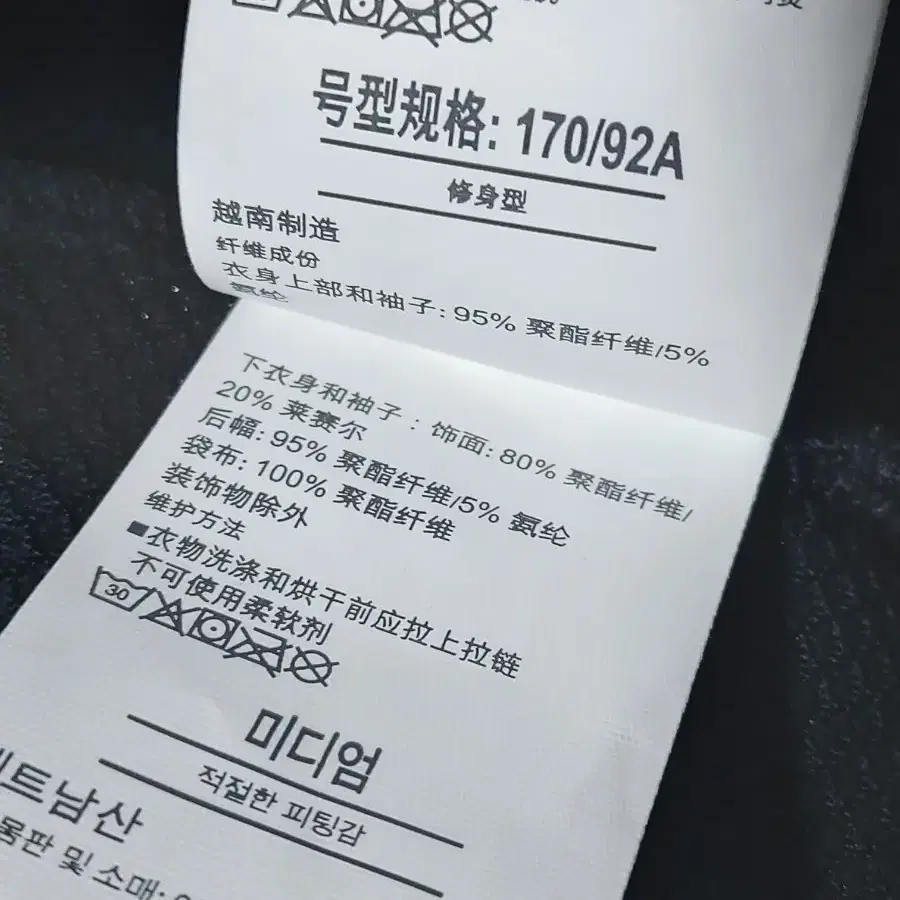 号型规格: 170/92A
修身型
越南制造
纤维成份
衣身上部和袖子: 95% 聚酯纤维/5%
氨纶
下衣身和袖子：饰面: 80% 聚酯纤维/
20% 莱赛尔
后幅: 95% 聚酯纤维/5% 氨纶
袋布: 100% 聚酯纤维
装饰物除外
维护方法
■衣物洗涤和烘干前应拉上拉链
不可使用柔软剂
30
미디엄
적절한 피팅감
트남산
몸판 및 소매: